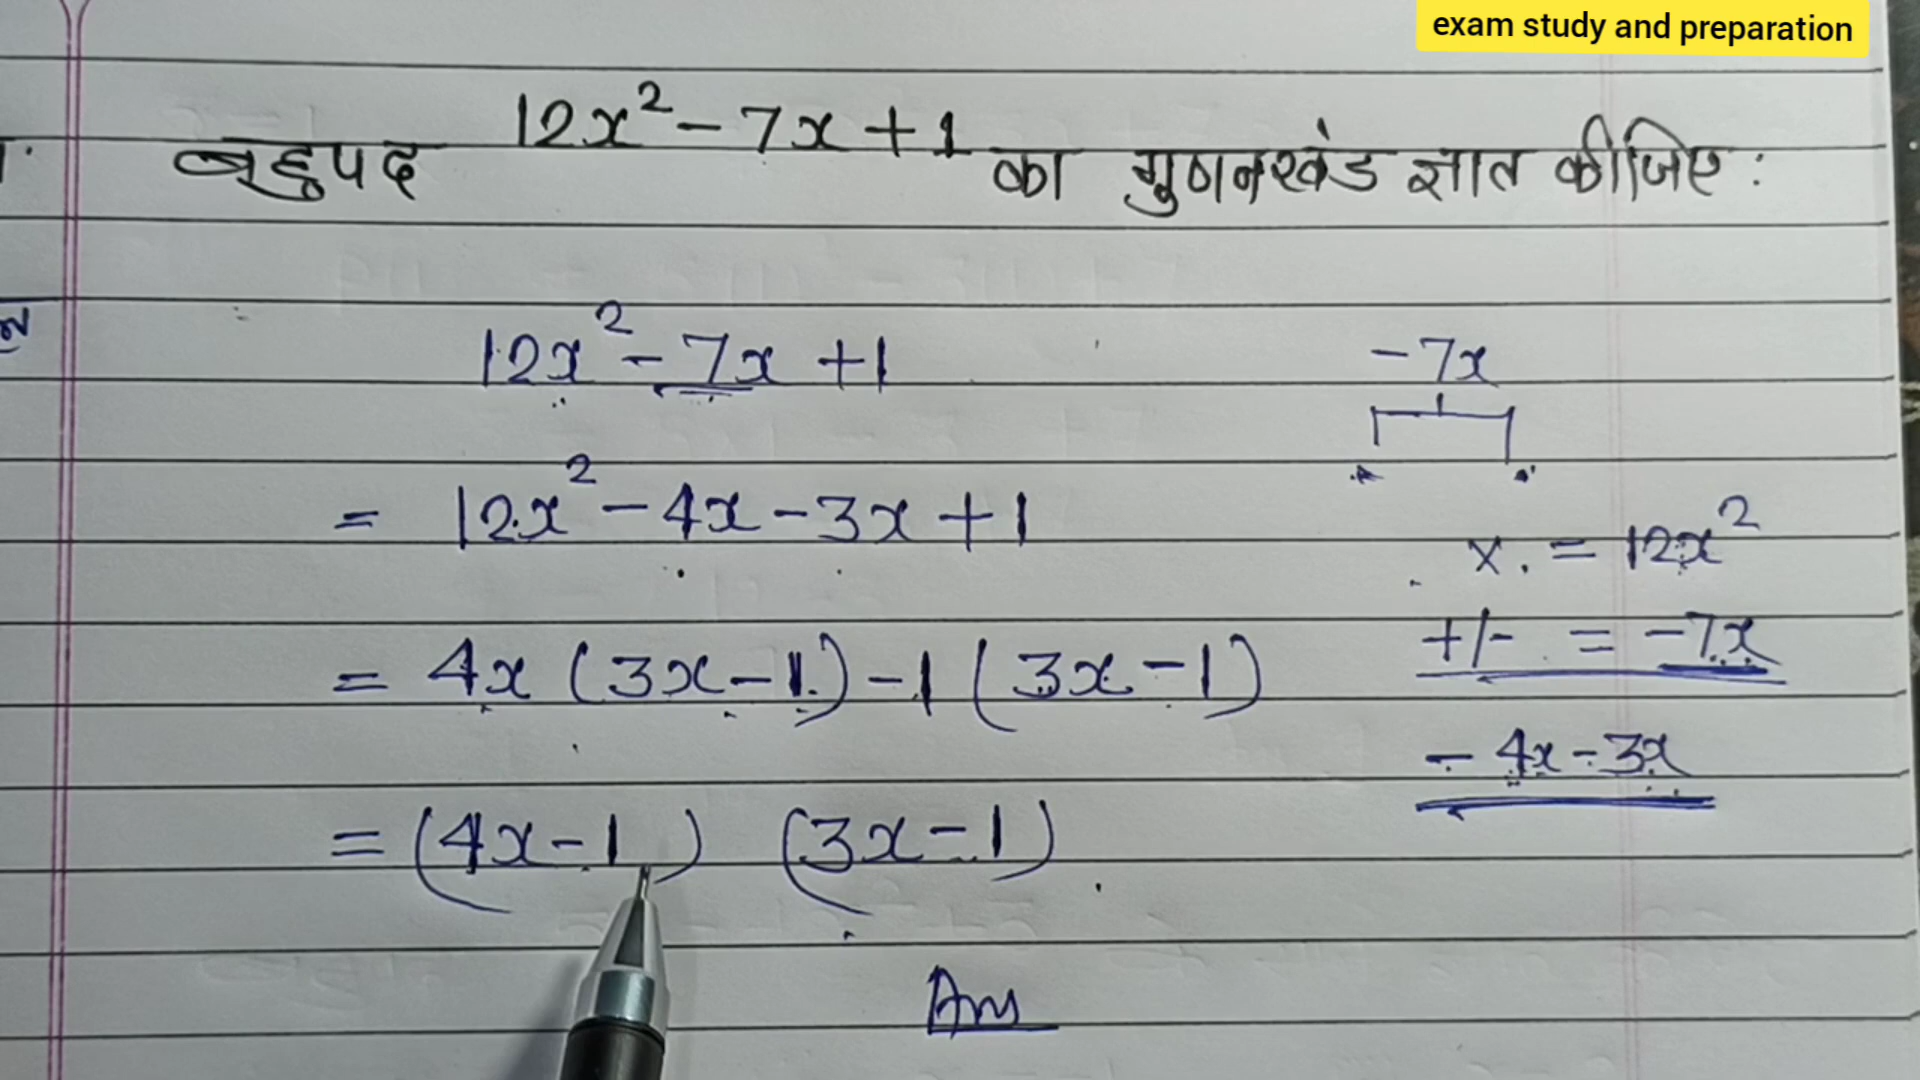 exam study and preparation
बहुपद 12x² - 7x + 1 का गुणनखंड ज्ञात कीजिए :
12x² - 7x + 1
-7x
= 12x² - 4x - 3x + 1
x = 12x²
+/- = -7x
= 4x (3x - 1) - 1 (3x - 1)
- 4x - 3x
= (4x - 1) (3x - 1)
Ans